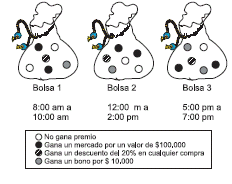 Bolsa 1 Bolsa 2 Bolsa 3
8:00 am a 12:00 m a 5:00 pm a
10:00 am 2:00 pm 7:00 pm
No gana premio
Gana un mercado por un valor de $100,000
Gana un descuento del 20% en cualquier compra
Gana un bono por $ 10.000